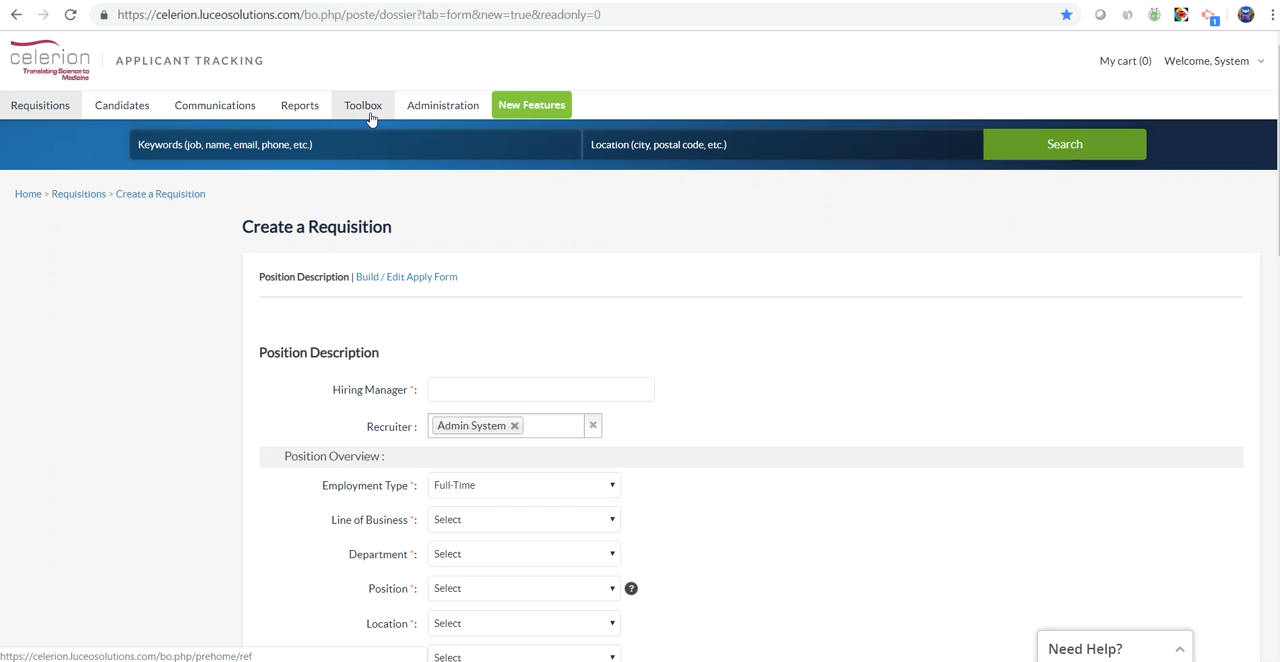 https://celerion.luceosolutions.com/bo.php/poste/dossier?tab=form&new=true&readonly=0
1
celerion
Translating Science to
Medicine
APPLICANT TRACKING
My cart (0) Welcome, System
Requisitions Candidates Communications Reports Toolbox Administration New Features
Keywords (job, name, email, phone, etc.) Location (city, postal code, etc.) Search
Home > Requisitions > Create a Requisition
Create a Requisition
Position Description | Build / Edit Apply Form
Position Description
Hiring Manager *:
Recruiter : Admin System
Position Overview :
Employment Type *: Full-Time
Line of Business *: Select
Department *: Select
Position *: Select ?
Location *: Select
Select
Need Help?
https://celerion.luceosolutions.com/bo.php/prehome/ref